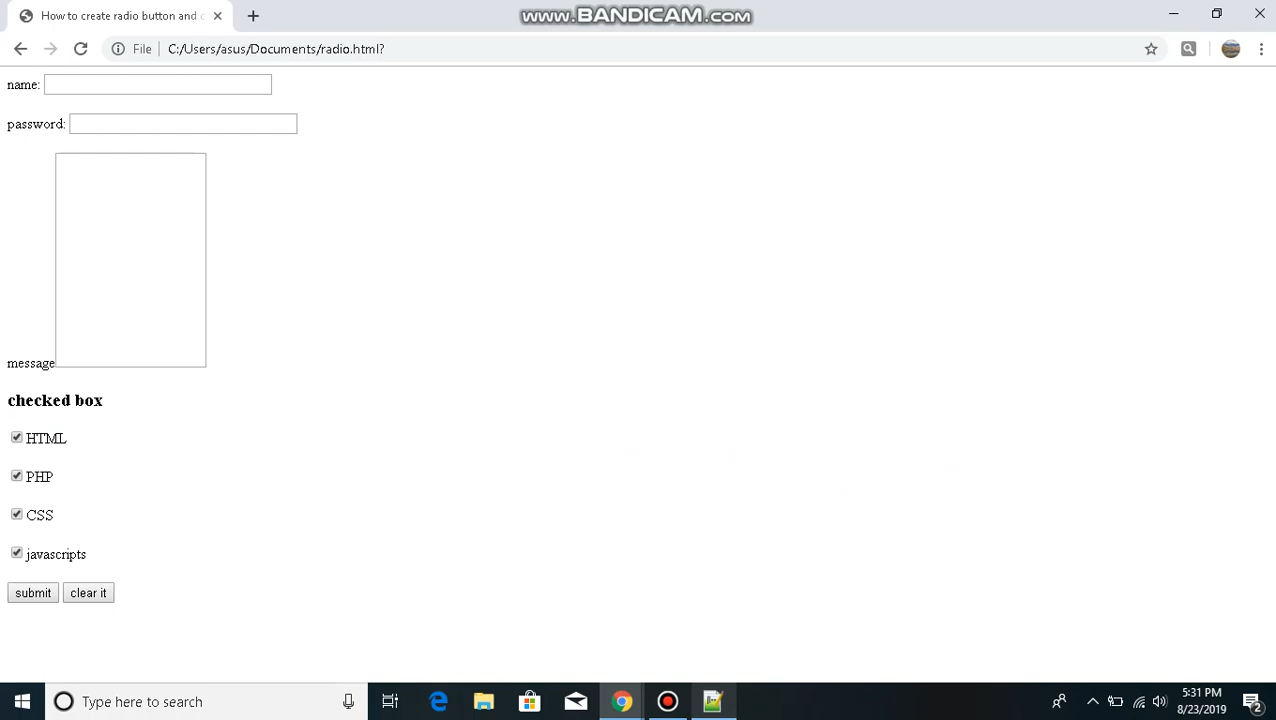 How to create radio button and c
www.BANDICAM.com
File
C:/Users/asus/Documents/radio.html?
name:
password:
message
checked box
HTML
PHP
CSS
javascripts
submit
clear it
Type here to search
5:31 PM
8/23/2019
2